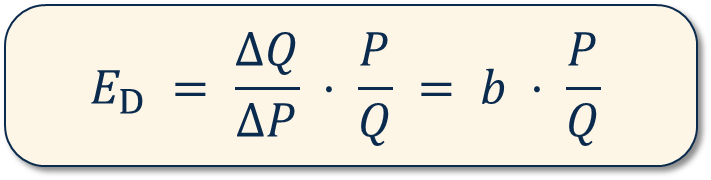 E_D = ΔQ/ΔP · P/Q = b · P/Q